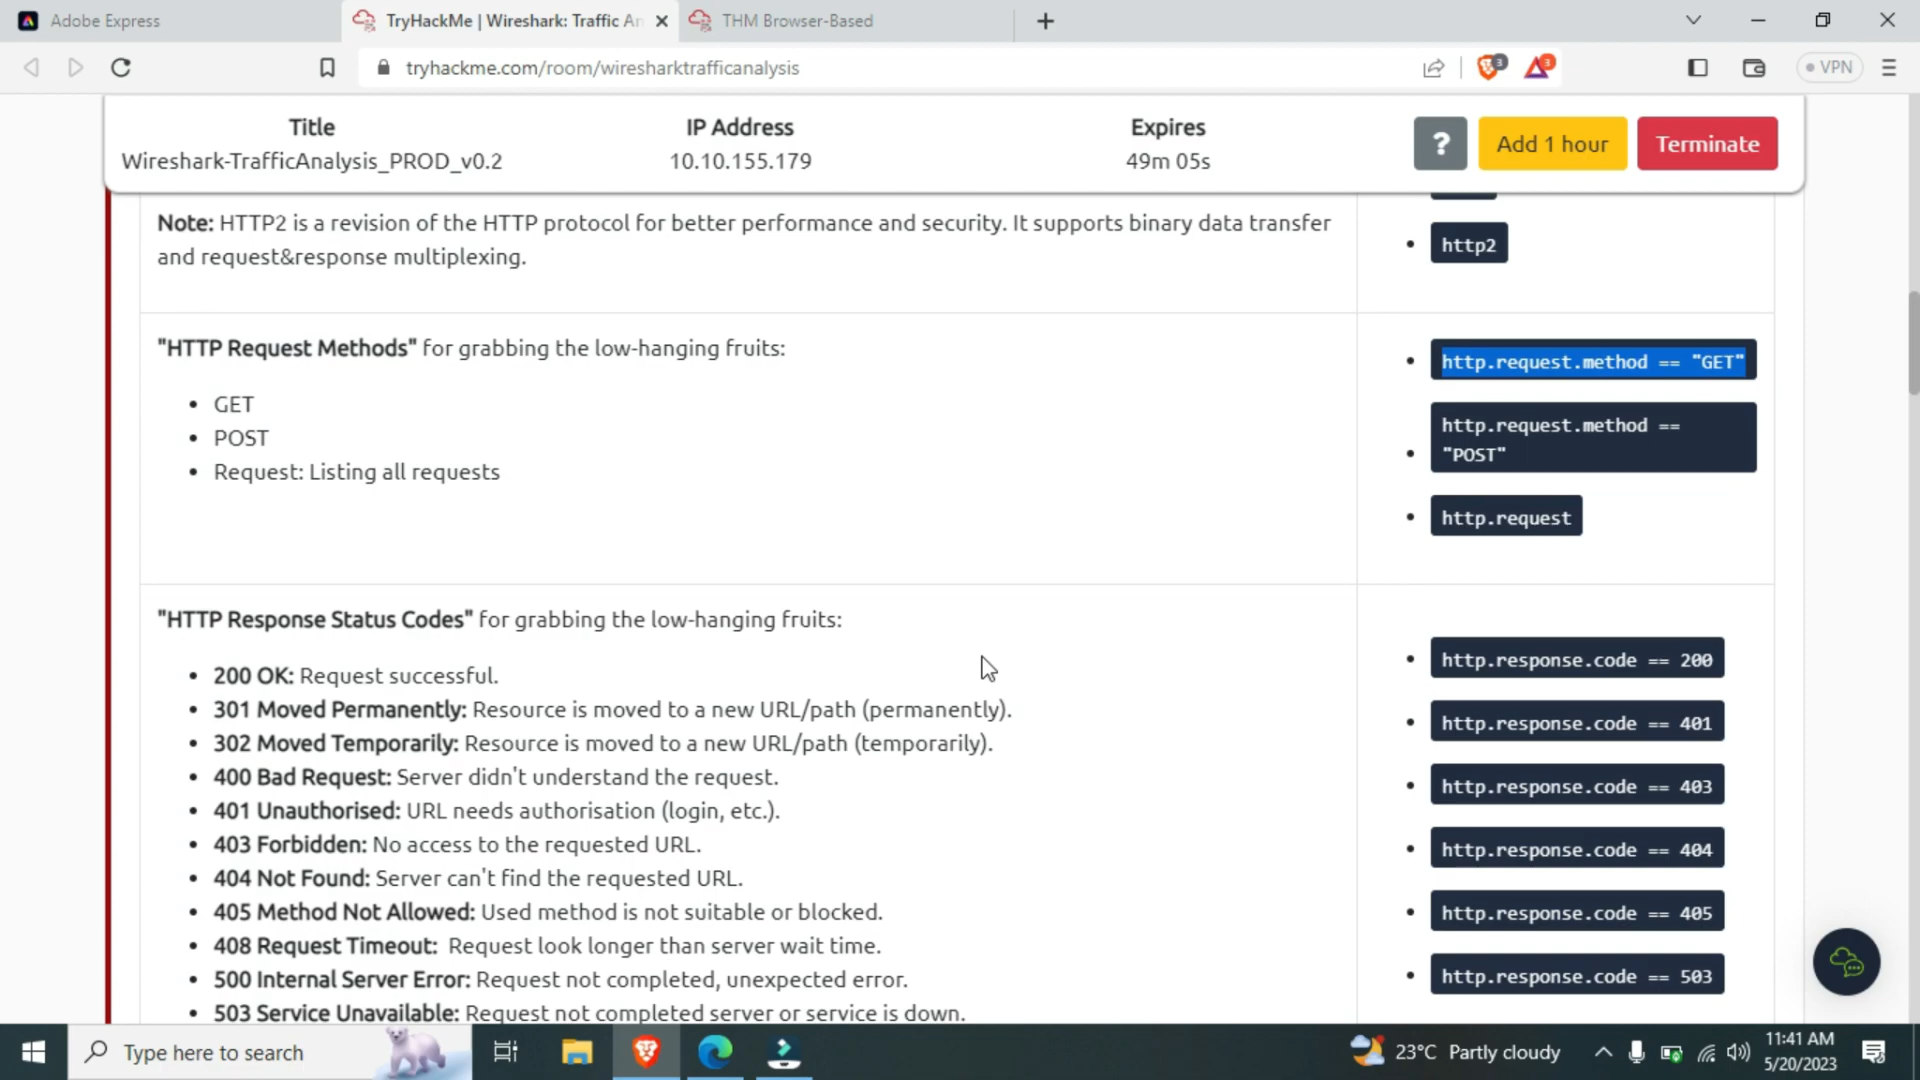 Adobe Express
TryHackMe | Wireshark: Traffic An
THM Browser-Based
tryhackme.com/room/wiresharktrafficanalysis
3
3
VPN
Title
IP Address
Expires
Wireshark-TrafficAnalysis_PROD_v0.2
10.10.155.179
49m 05s
?
Add 1 hour
Terminate
Note: HTTP2 is a revision of the HTTP protocol for better performance and security. It supports binary data transfer
and request&response multiplexing.
http2
"HTTP Request Methods" for grabbing the low-hanging fruits:
GET
POST
Request: Listing all requests
http.request.method == "GET"
http.request.method ==
"POST"
http.request
"HTTP Response Status Codes" for grabbing the low-hanging fruits:
200 OK: Request successful.
301 Moved Permanently: Resource is moved to a new URL/path (permanently).
302 Moved Temporarily: Resource is moved to a new URL/path (temporarily).
400 Bad Request: Server didn't understand the request.
401 Unauthorised: URL needs authorisation (login, etc.).
403 Forbidden: No access to the requested URL.
404 Not Found: Server can't find the requested URL.
405 Method Not Allowed: Used method is not suitable or blocked.
408 Request Timeout: Request look longer than server wait time.
500 Internal Server Error: Request not completed, unexpected error.
503 Service Unavailable: Request not completed server or service is down.
http.response.code == 200
http.response.code == 401
http.response.code == 403
http.response.code == 404
http.response.code == 405
http.response.code == 503
Type here to search
23°C Partly cloudy
11:41 AM
5/20/2023